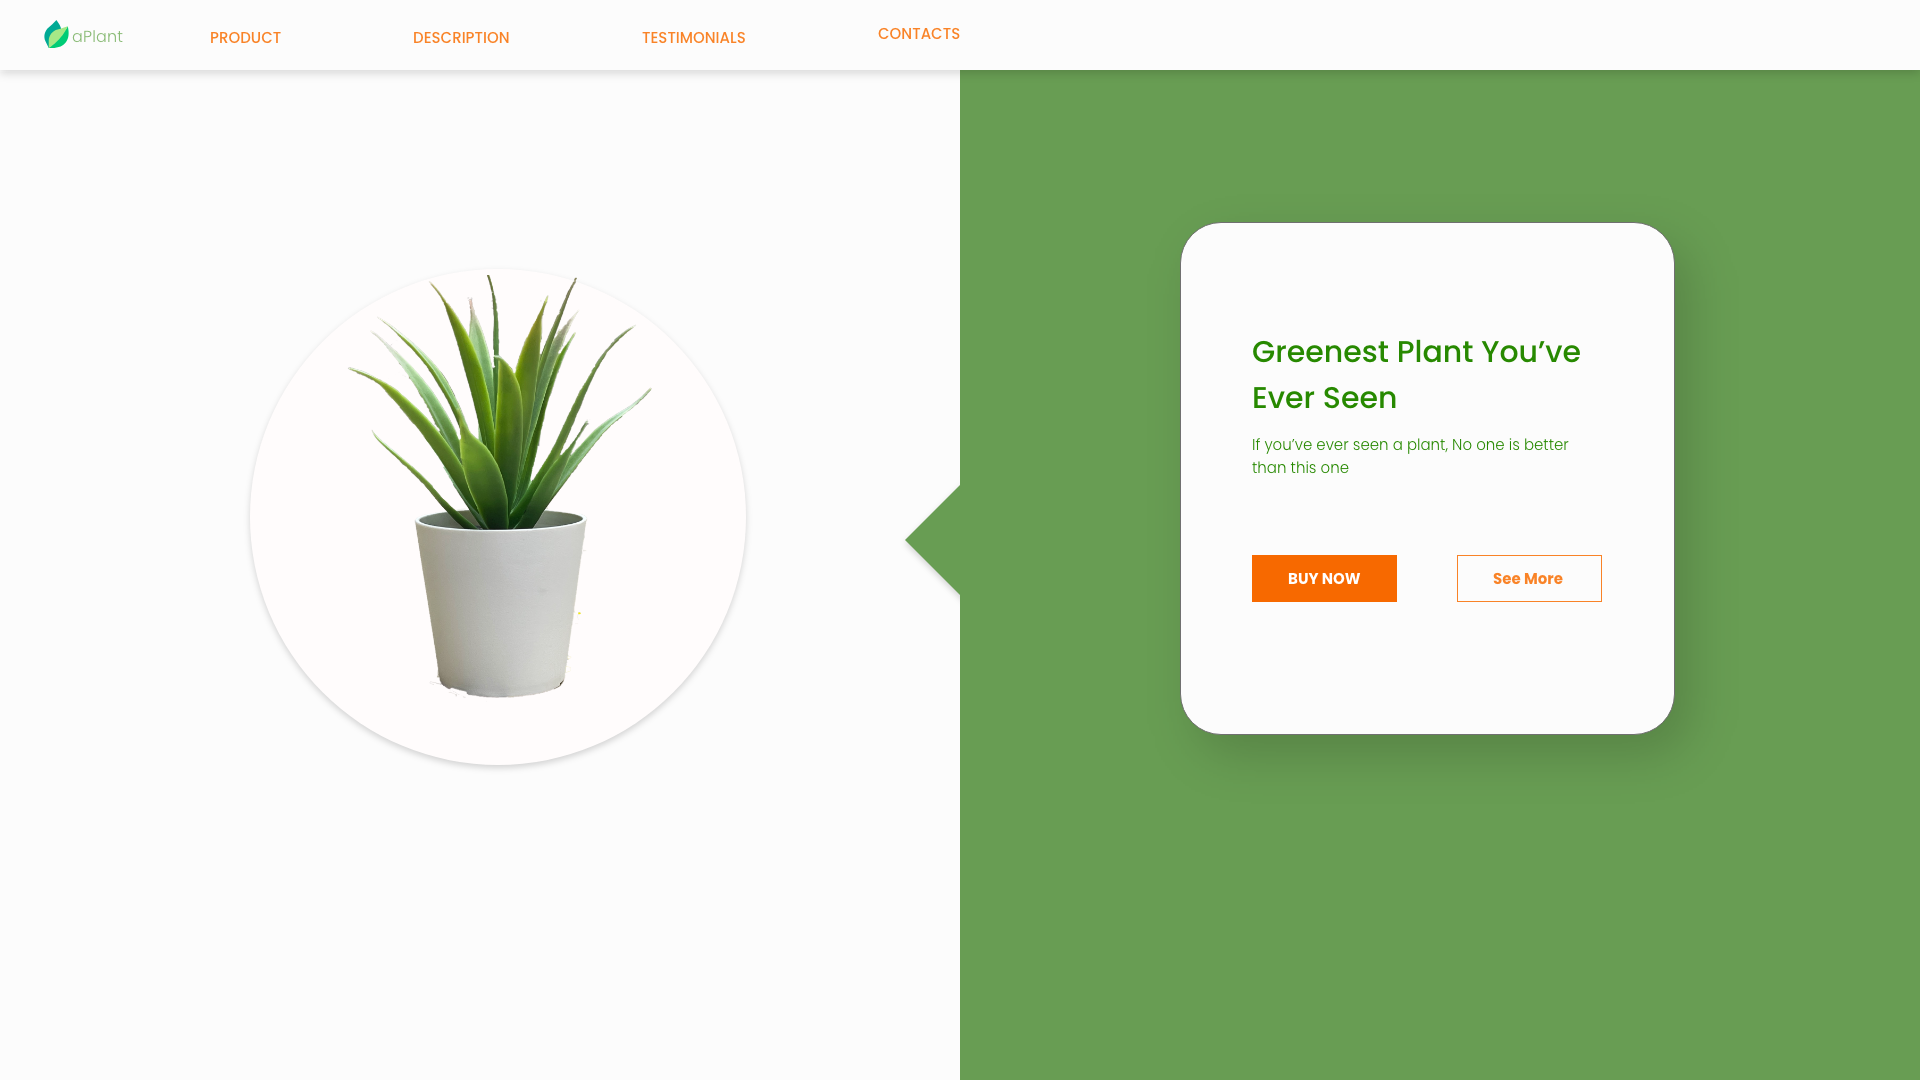 aPlant PRODUCT DESCRIPTION TESTIMONIALS CONTACTS
Greenest Plant You’ve
Ever Seen
If you’ve ever seen a plant, No one is better
than this one
BUY NOW See More